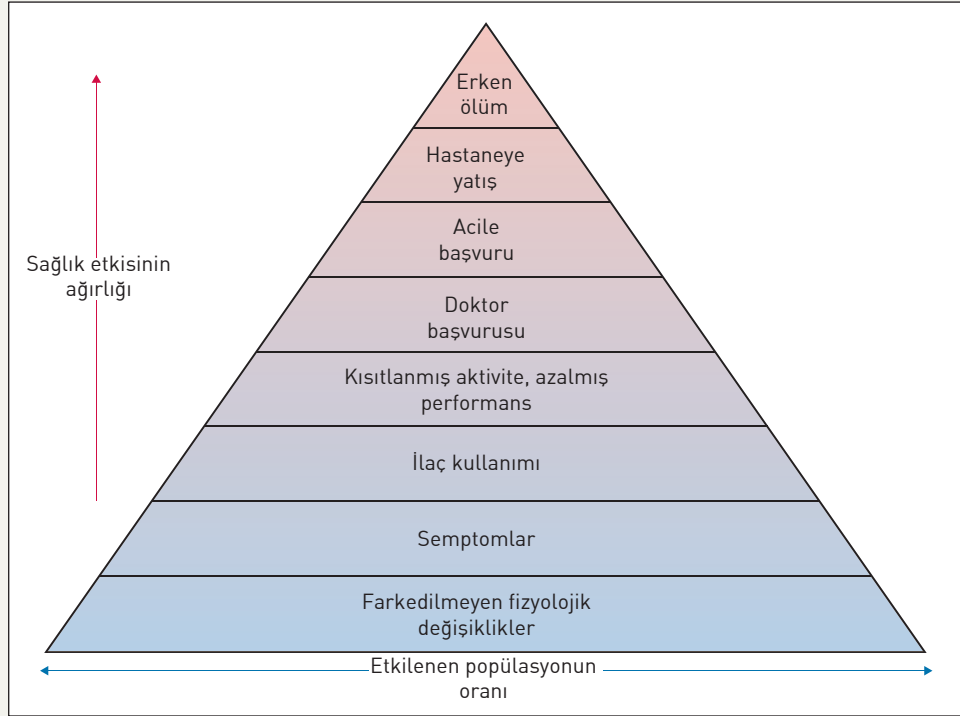 Erken
ölüm
Hastaneye
yatış
Acile
başvuru
Sağlık etkisinin
ağırlığı
Doktor
başvurusu
Kısıtlanmış aktivite, azalmış
performans
İlaç kullanımı
Semptomlar
Farkedilmeyen fizyolojik
değişiklikler
Etkilenen popülasyonun
oranı